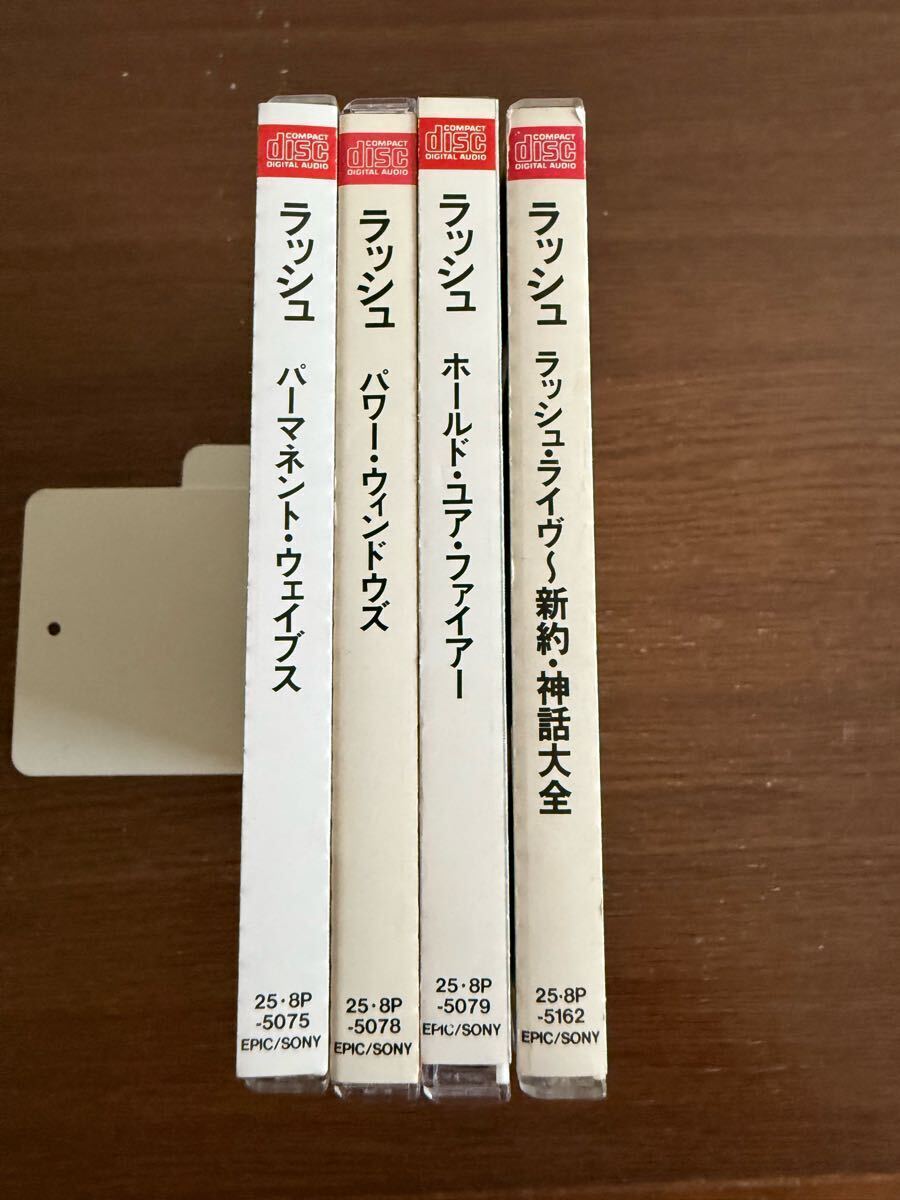 COMPACT
disc
DIGITAL AUDIO
ラッシュ
パーマネント・ウェイブス
25・8P
-5075
EPIC/SONY
COMPACT
disc
DIGITAL AUDIO
ラッシュ
パワー・ウィンドウズ
25・8P
-5078
EPIC/SONY
COMPACT
disc
DIGITAL AUDIO
ラッシュ
ホールド・ユア・ファイアー
25・8P
-5079
EPIC/SONY
COMPACT
disc
DIGITAL AUDIO
ラッシュ
ラッシュ・ライヴ〜新約・神話大全
25・8P
-5162
EPIC/SONY